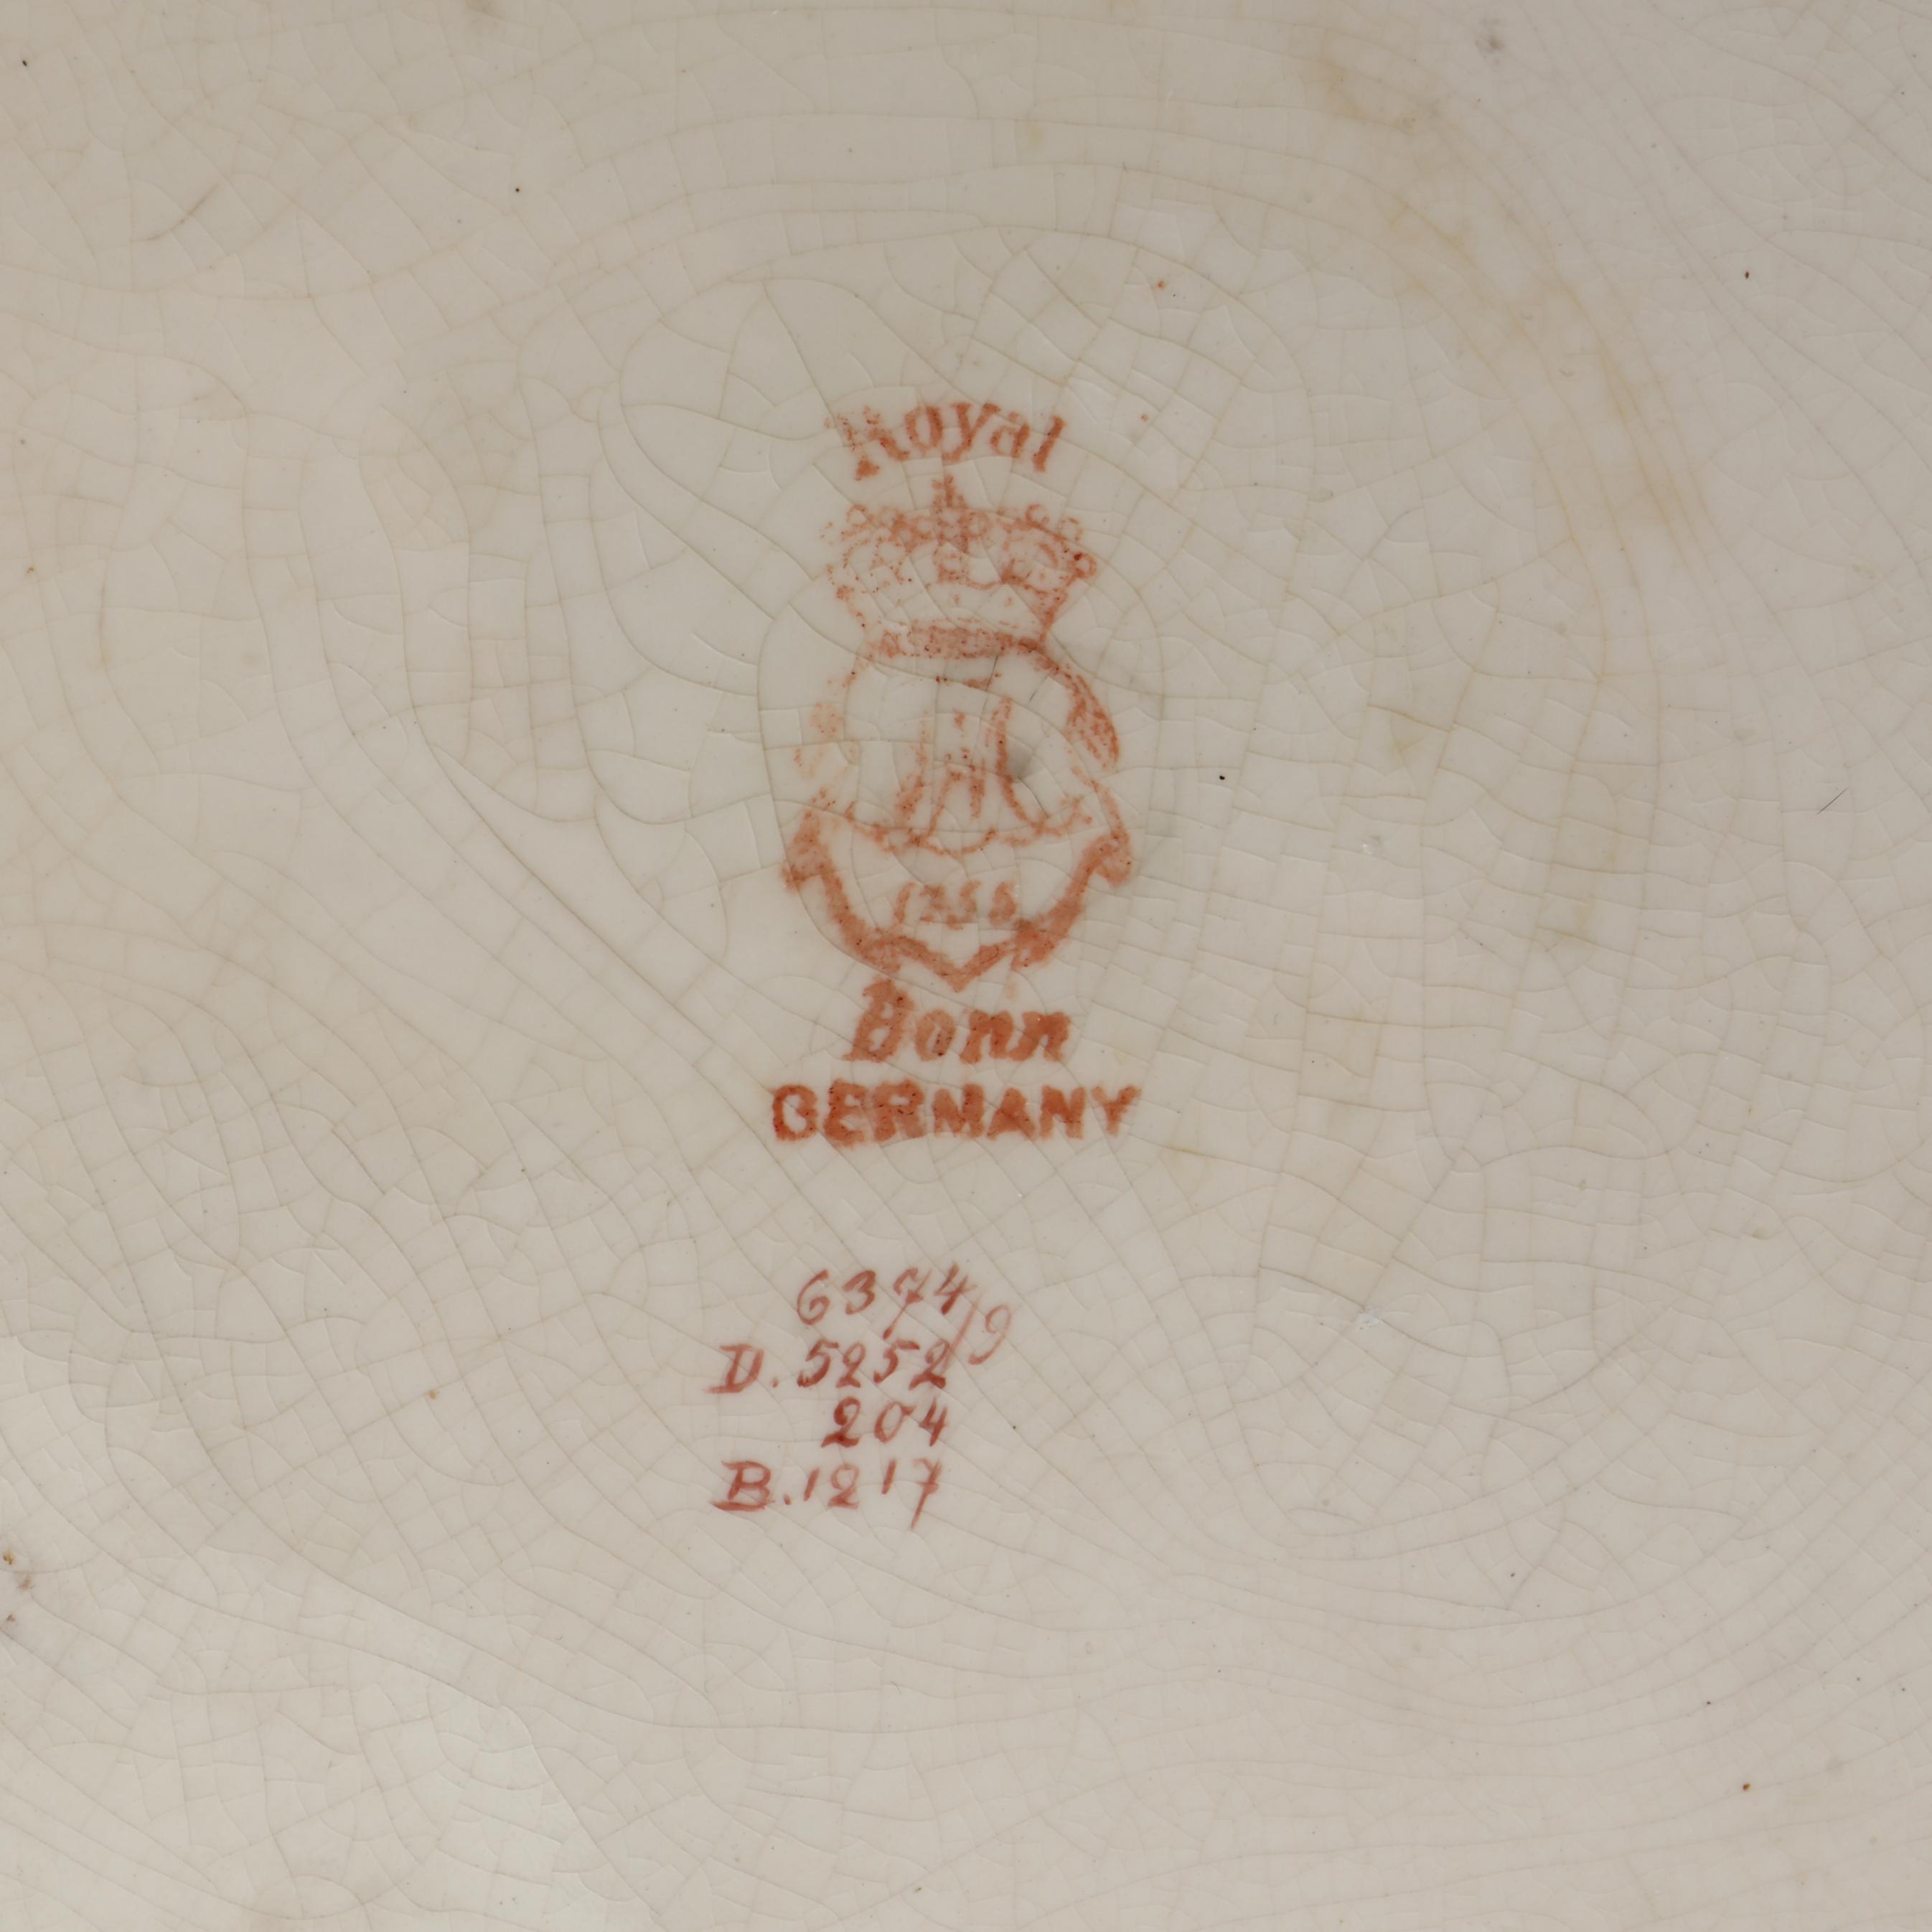 Royal
1755
Bonn
GERMANY
6374/9
D.5252
204
B.1217